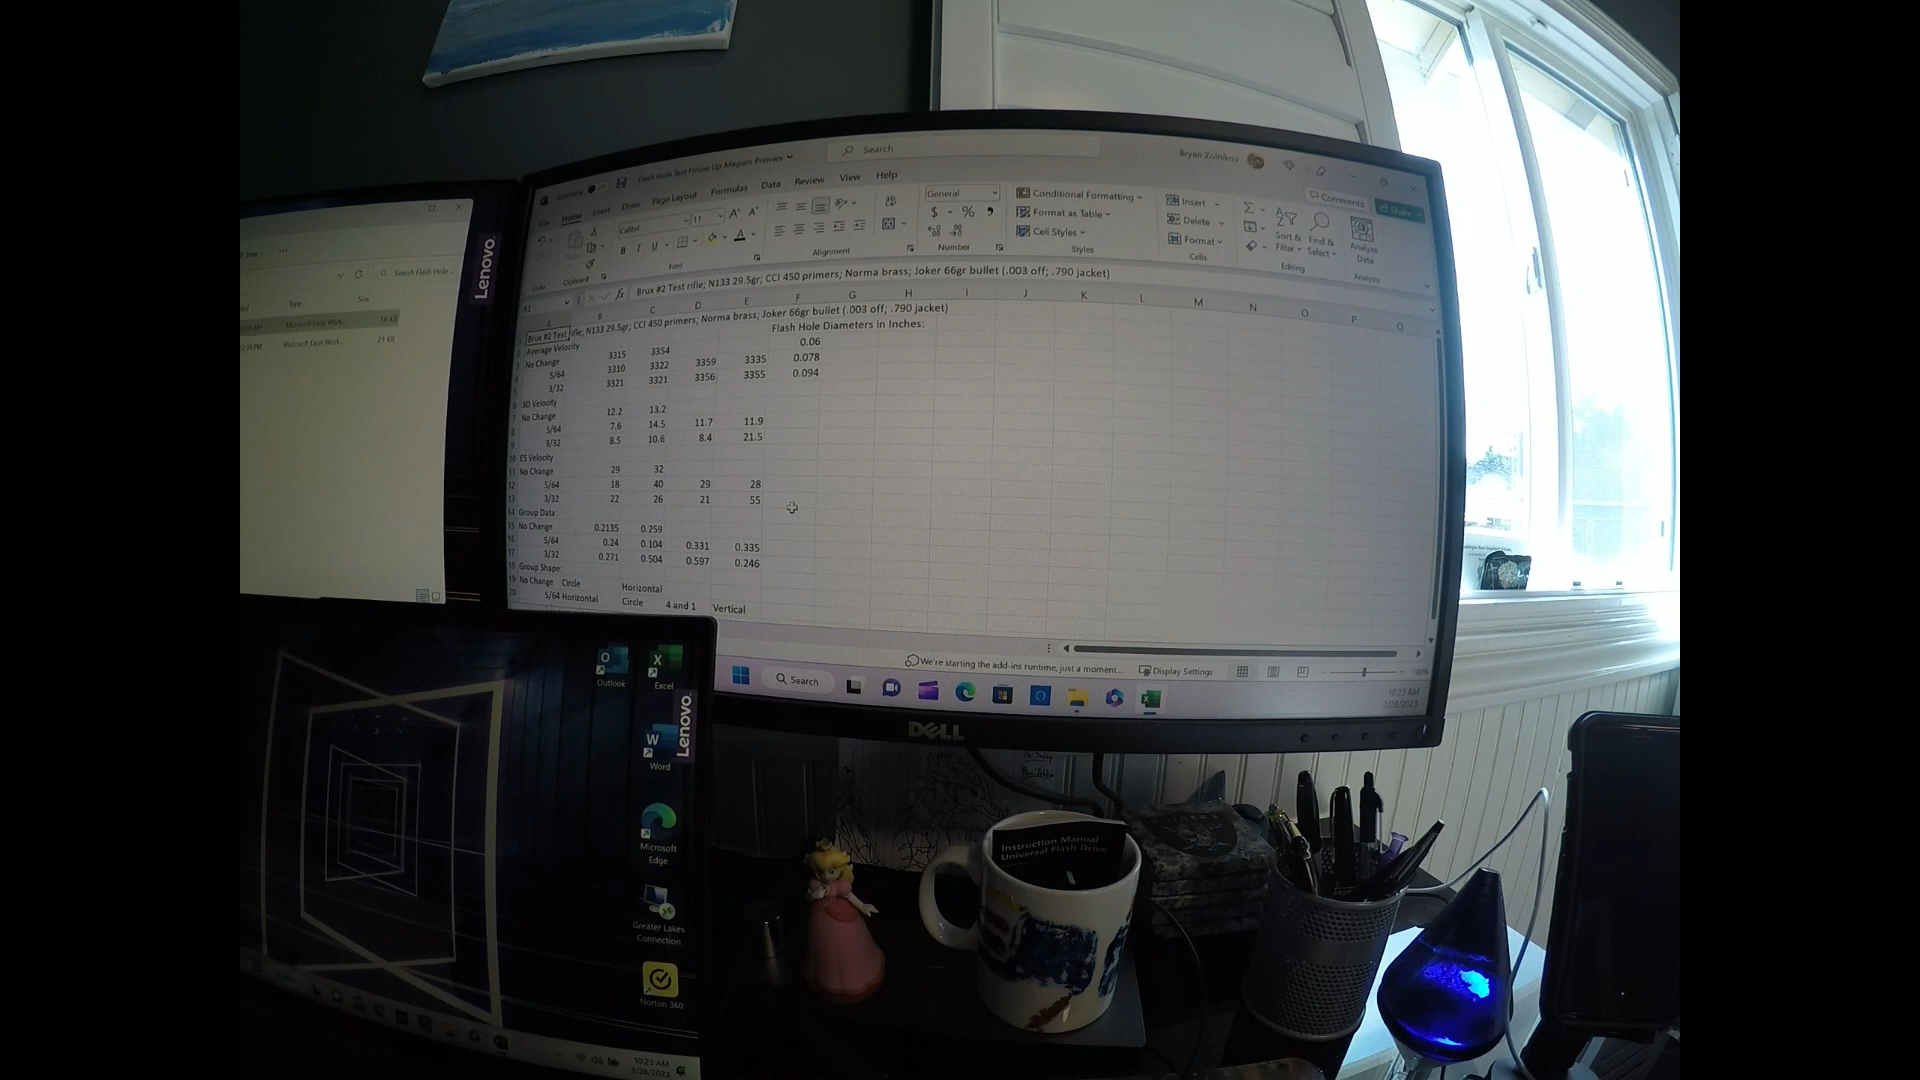 Flash Hole Test Floow Up Magum Primers
Search
Bryan Zolnikov
Home Insert Draw Page Layout Formulas Data Review View Help
Comments
Share
Calibri 11
General
Conditional Formatting
Format as Table
Cell Styles
Insert
Delete
Format
Sort & Filter
Find & Select
Analyze Data
Undo Clipboard Font Alignment Number Styles Cells Editing Analysis
A1 fx Brux #2 Test rifle; N133 29.5gr; CCI 450 primers; Norma brass; Joker 66gr bullet (.003 off; .790 jacket)
A B C D E F G H I J K L M N O P Q
Brux #2 Test rifle; N133 29.5gr; CCI 450 primers; Norma brass; Joker 66gr bullet (.003 off; .790 jacket)
Average Velocity Flash Hole Diameters in Inches:
No Change 3315 3354 0.06
5/64 3310 3322 3359 3335 0.078
3/32 3321 3321 3356 3355 0.094
SD Velocity
No Change 12.2 13.2
5/64 7.6 14.5 11.7 11.9
3/32 8.5 10.6 8.4 21.5
ES Velocity
No Change 29 32
5/64 18 40 29 28
3/32 22 26 21 55
Group Data
No Change 0.2135 0.259
5/64 0.24 0.104 0.331 0.335
3/32 0.271 0.504 0.597 0.246
Group Shape
No Change Circle Horizontal
5/64 Horizontal Circle 4 and 1 Vertical
We're starting the add-ins runtime, just a moment...
Display Settings
100%
Search
10:23 AM
2/28/2023
DELL
Lenovo
Search Flash Hole
Type Size
Microsoft Excel Work... 16 KB
Microsoft Excel Work... 21 KB
Outlook
Excel
Lenovo
Word
Microsoft Edge
Greater Lakes Connection
Norton 360
10:23 AM
2/28/2023
Instruction Manual
Universal Flash Drive